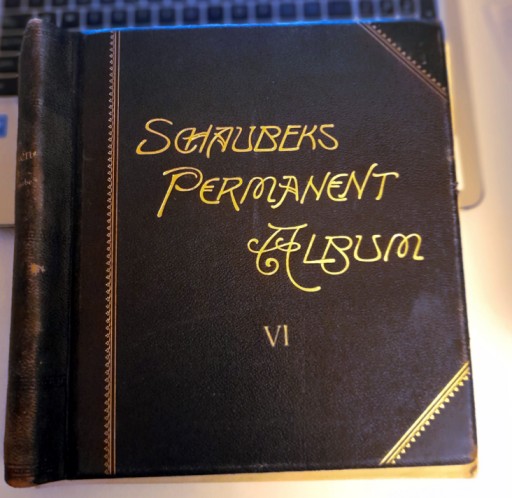 SCHAUBEKS
PERMANENT
ALBUM
VI